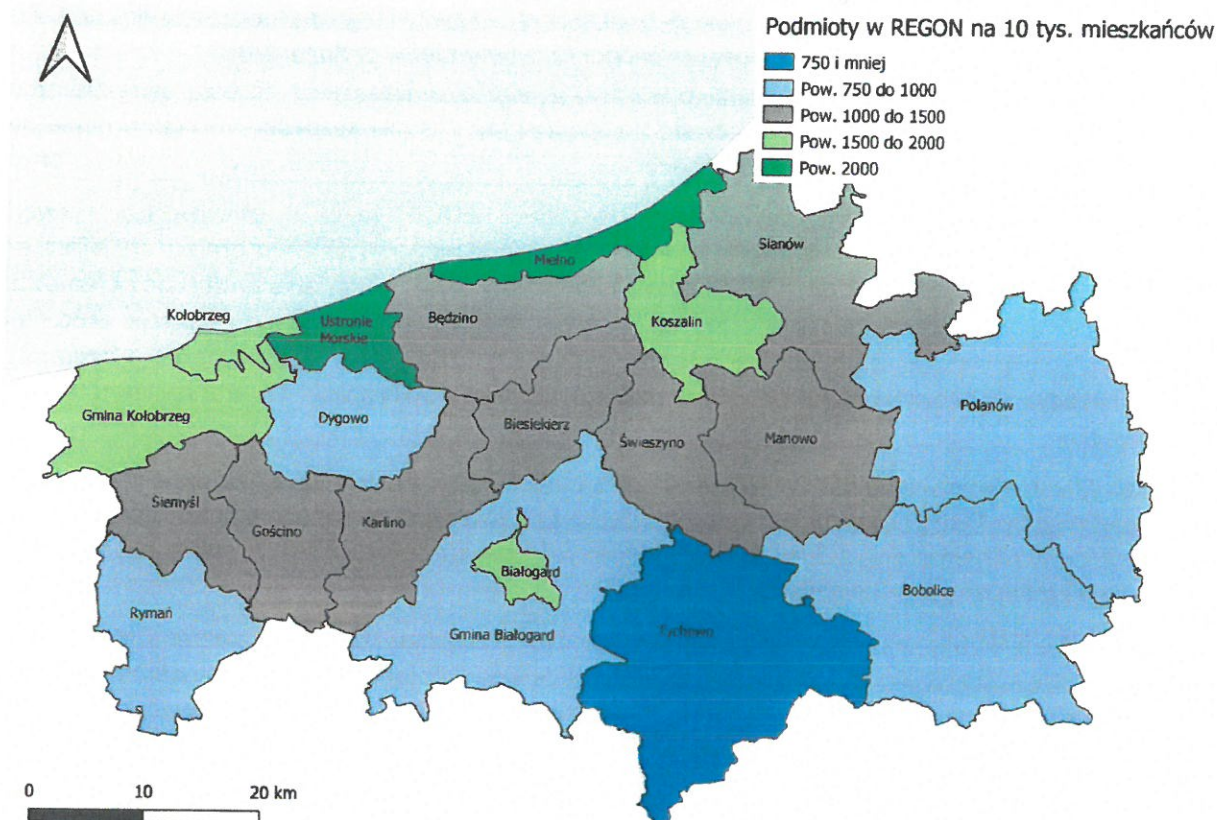 Podmioty w REGON na 10 tys. mieszkańców
750 i mniej
Pow. 750 do 1000
Pow. 1000 do 1500
Pow. 1500 do 2000
Pow. 2000
Sianów
Mielno
Kołobrzeg
Ustronie
Morskie
Będzino
Koszalin
Gmina Kołobrzeg
Dygowo
Biesiekierz
Świeszyno
Manowo
Polanów
Siemyśl
Gościno
Karlino
Białogard
Bobolice
Rymań
Gmina Białogard
Tychowo
0 10 20 km